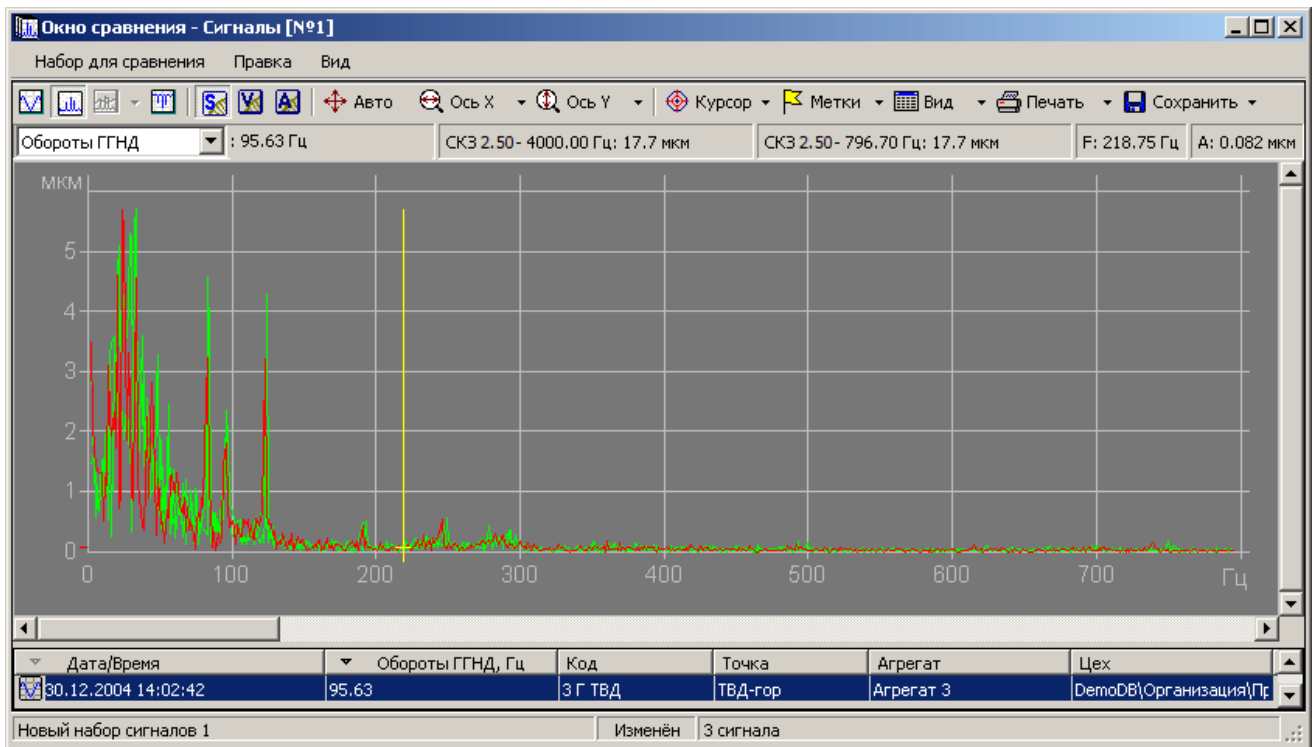 Окно сравнения - Сигналы [№1]
Набор для сравнения Правка Вид
S V A Авто Ось X Ось Y Курсор Метки Вид Печать Сохранить
Обороты ГГНД : 95.63 Гц СКЗ 2.50- 4000.00 Гц: 17.7 мкм СКЗ 2.50- 796.70 Гц: 17.7 мкм F: 218.75 Гц A: 0.082 мкм
мкм
5
4
3
2
1
0
0 100 200 300 400 500 600 700 Гц
Дата/Время Обороты ГГНД, Гц Код Точка Агрегат Цех
30.12.2004 14:02:42 95.63 3 Г ТВД ТВД-гор Агрегат 3 DemoDB\Организация\Пр
Новый набор сигналов 1 Изменён 3 сигнала